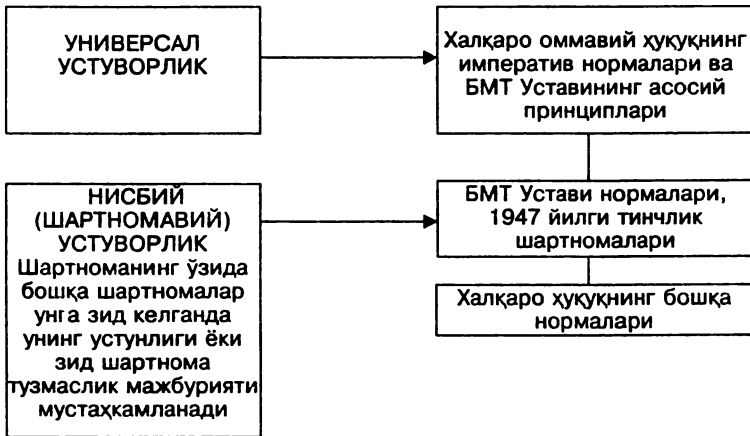 УНИВЕРСАЛ
УСТУВОРЛИК
Халқаро оммавий ҳуқуқнинг
императив нормалари ва
БМТ Уставининг асосий
принциплари
НИСБИЙ
(ШАРТНОМАВИЙ)
УСТУВОРЛИК
Шартноманинг ўзида
бошқа шартномалар
унга зид келганда
унинг устунлиги ёки
зид шартнома
тузмаслик мажбурияти
мустаҳкамланади
БМТ Устави нормалари,
1947 йилги тинчлик
шартномалари
Халқаро ҳуқуқнинг бошқа
нормалари